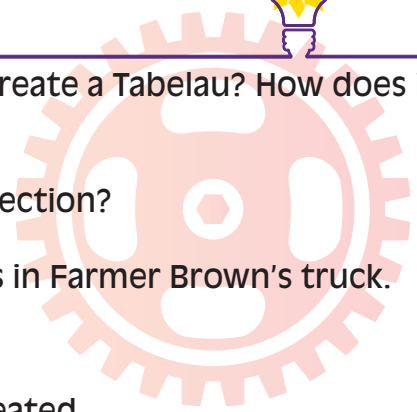 reate a Tabelau? How does
ection?
s in Farmer Brown's truck.
eated